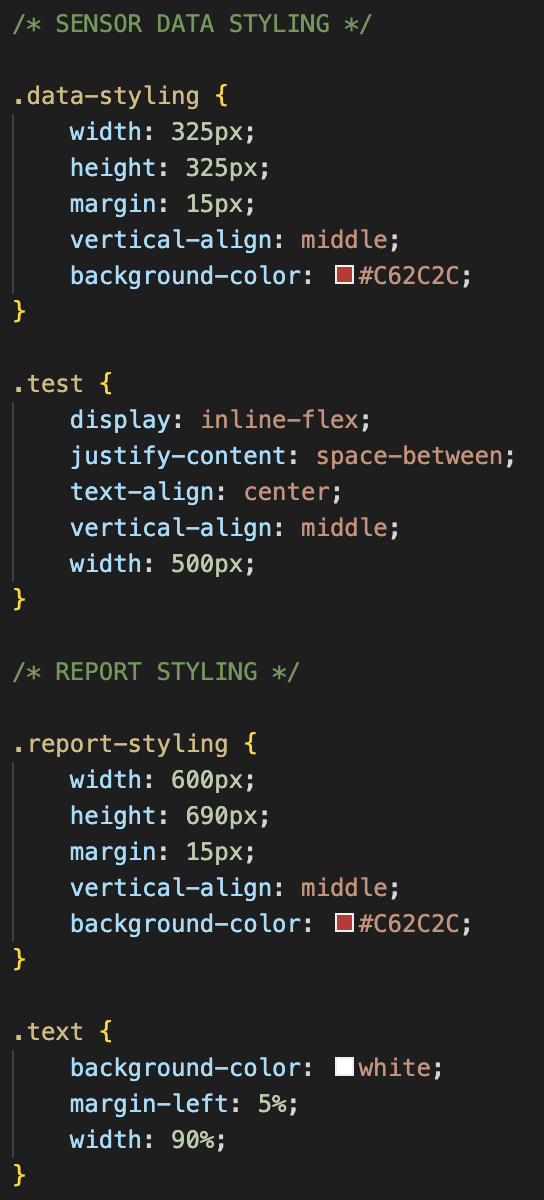 /* SENSOR DATA STYLING */
.data-styling {
    width: 325px;
    height: 325px;
    margin: 15px;
    vertical-align: middle;
    background-color: #C62C2C;
}
.test {
    display: inline-flex;
    justify-content: space-between;
    text-align: center;
    vertical-align: middle;
    width: 500px;
}
/* REPORT STYLING */
.report-styling {
    width: 600px;
    height: 690px;
    margin: 15px;
    vertical-align: middle;
    background-color: #C62C2C;
}
.text {
    background-color: white;
    margin-left: 5%;
    width: 90%;
}